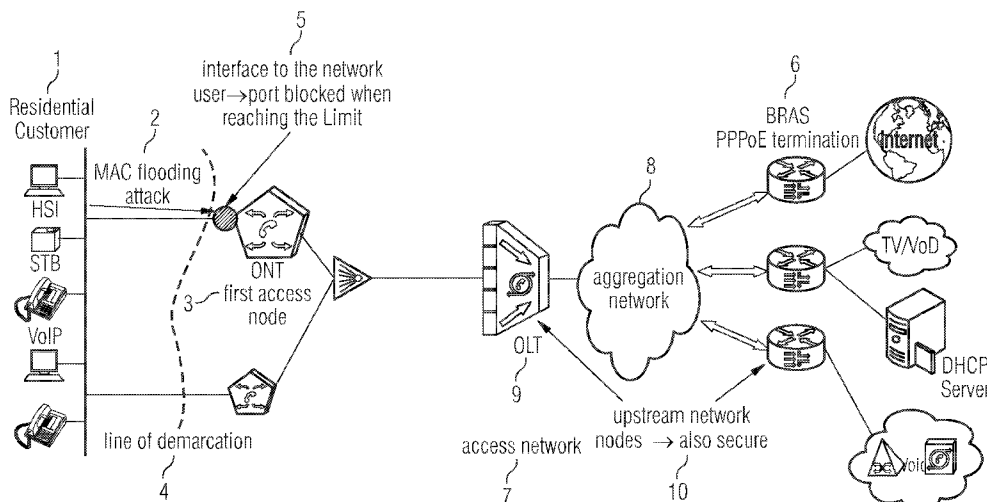 1
Residential
Customer
2
MAC flooding
attack
HSI
STB
VoIP
line of demarcation
4
5
interface to the network
user→port blocked when
reaching the Limit
ONT
3
first access
node
OLT
9
access network
7
8
aggregation
network
upstream network
nodes → also secure
10
6
BRAS
PPPoE termination
Internet
TV/VoD
DHCP
Server